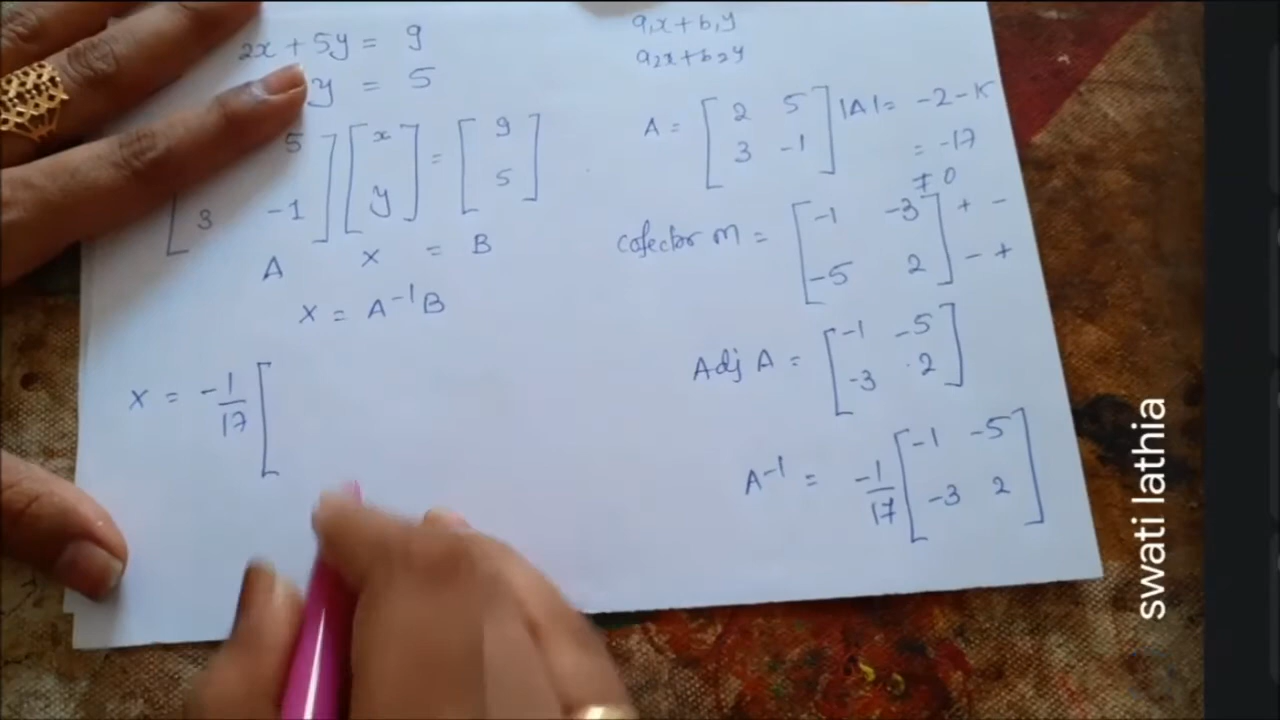 2x + 5y = 9
y = 5
5
3 -1
[x y] = [9 5]
A x = B
x = A⁻¹B
x = -1/17 [
a₁x + b₁y
a₂x + b₂y
A = [2 5 3 -1] |A| = -2-15
= -17
≠ 0
Cofector M = [-1 -3 -5 2] + - - +
Adj A = [-1 -5 -3 2]
A⁻¹ = -1/17 [-1 -5 -3 2]
swati lathia